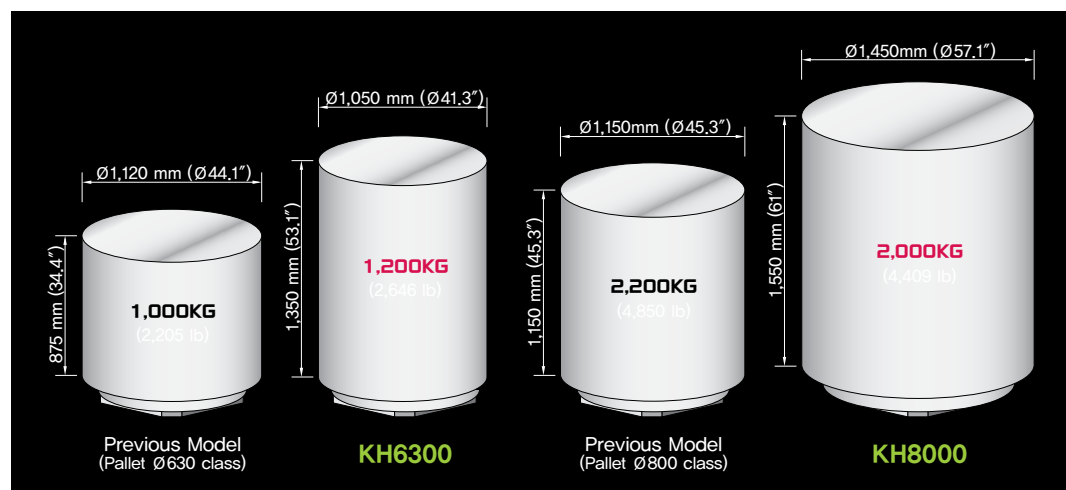 Ø1,120 mm (Ø44.1″)
875 mm (34.4″)
1,000KG
(2,205 lb)
Previous Model
(Pallet Ø630 class)
Ø1,050 mm (Ø41.3″)
1,350 mm (53.1″)
1,200KG
(2,646 lb)
KH6300
Ø1,150mm (Ø45.3″)
1,150 mm (45.3″)
2,200KG
(4,850 lb)
Previous Model
(Pallet Ø800 class)
Ø1,450mm (Ø57.1″)
1,550 mm (61″)
2,000KG
(4,409 lb)
KH8000